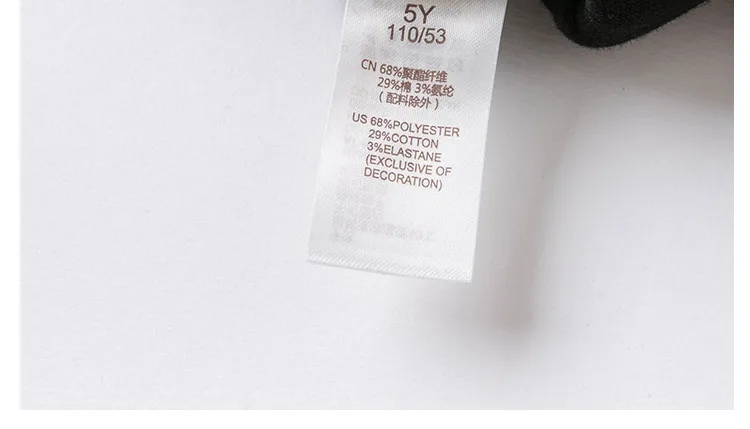 5Y
110/53
CN 68%聚酯纤维
29%棉 3%氨纶
(配料除外)
US 68%POLYESTER
29%COTTON
3%ELASTANE
(EXCLUSIVE OF
DECORATION)